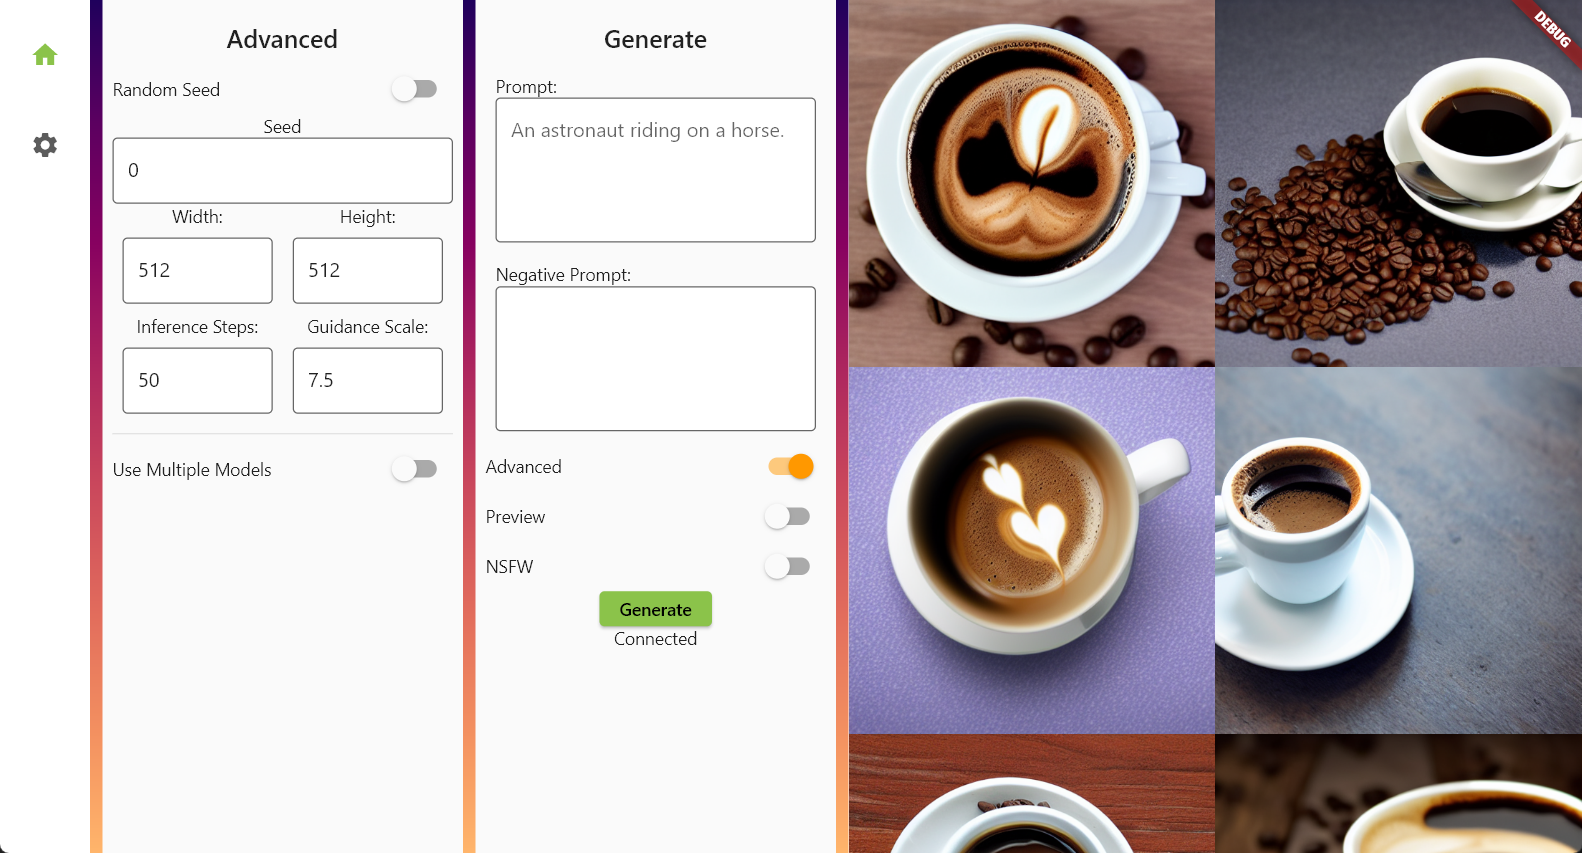 Advanced
Random Seed
Seed
0
Width:
Height:
512
512
Inference Steps:
Guidance Scale:
50
7.5
Use Multiple Models
Generate
Prompt:
An astronaut riding on a horse.
Negative Prompt:
Advanced
Preview
NSFW
Generate
Connected
DEBUG